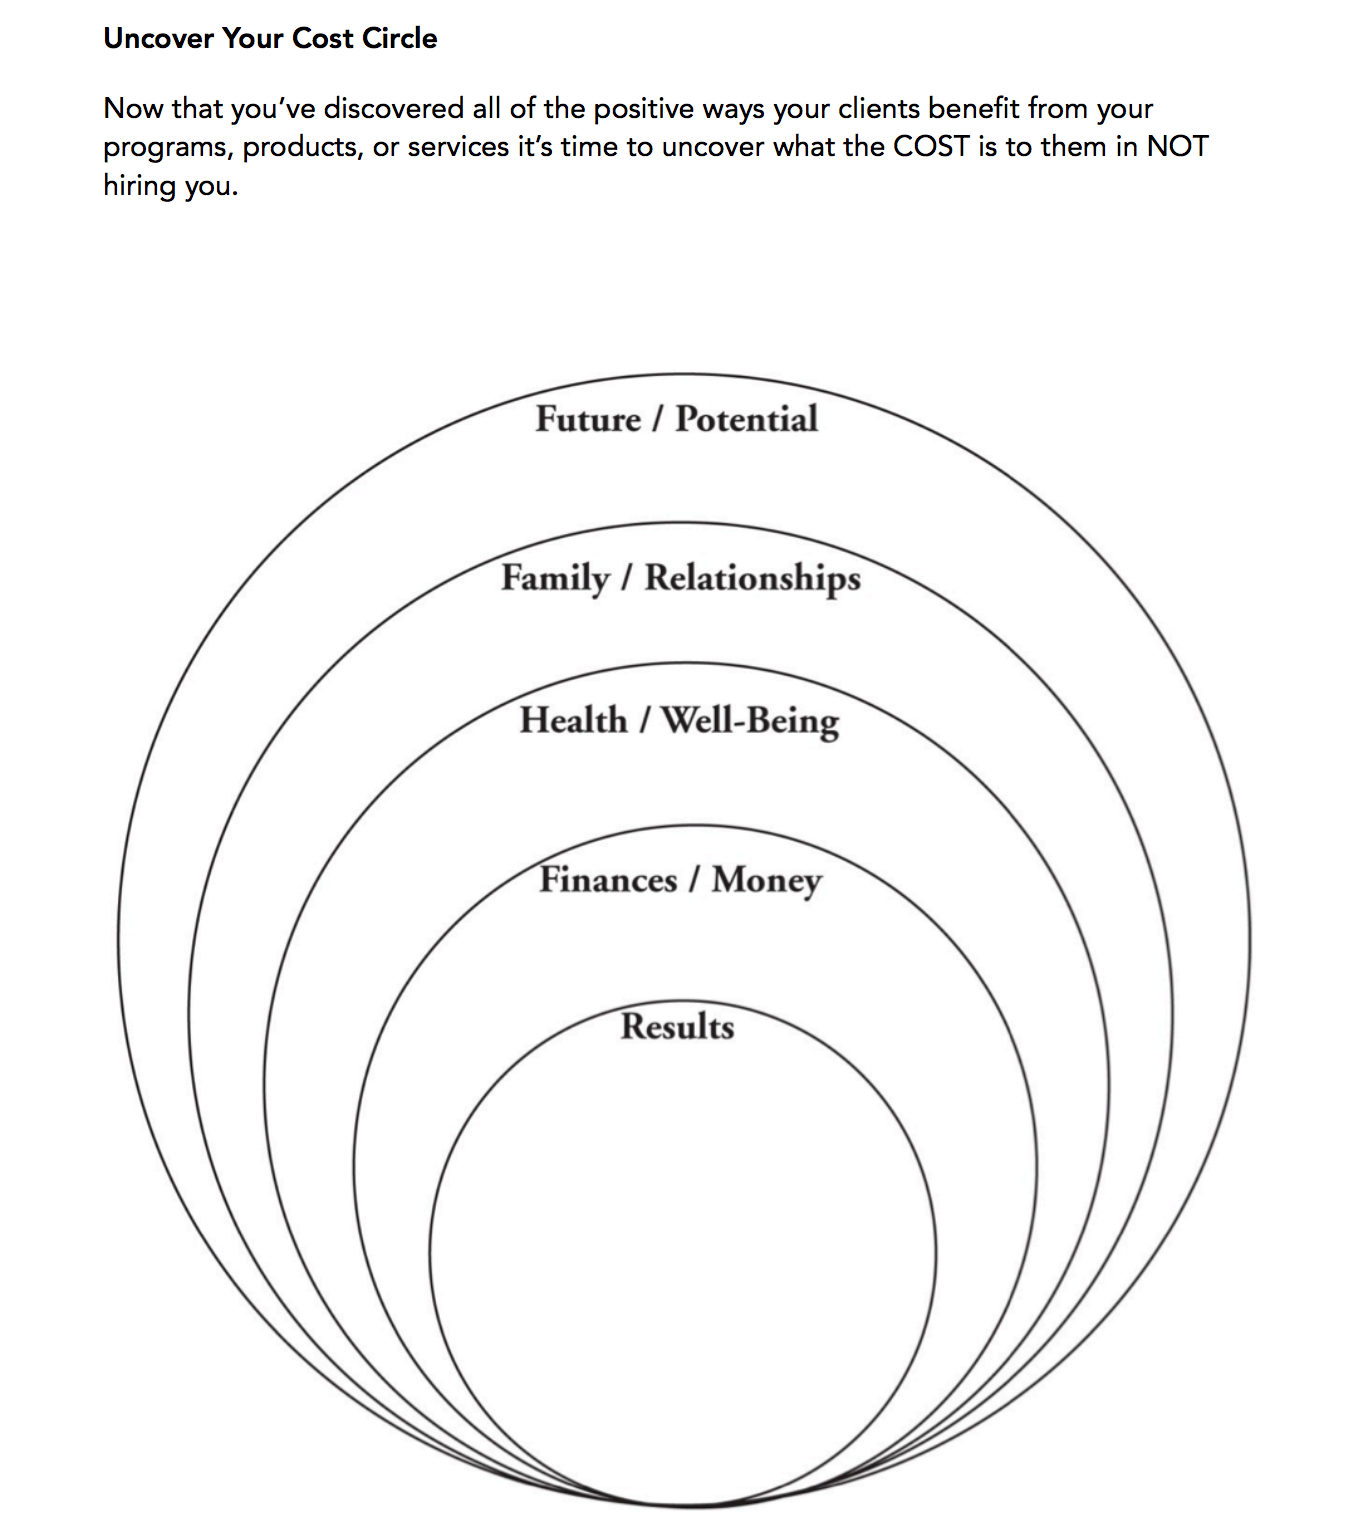 Uncover Your Cost Circle
Now that you’ve discovered all of the positive ways your clients benefit from your
programs, products, or services it’s time to uncover what the COST is to them in NOT
hiring you.
Future / Potential
Family / Relationships
Health / Well-Being
Finances / Money
Results